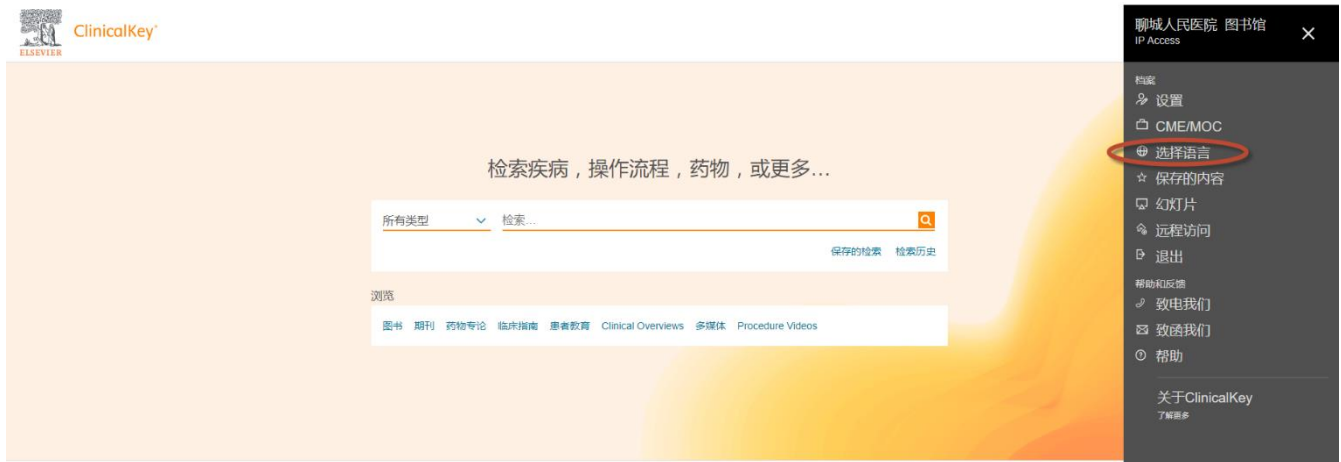 ELSEVIER
ClinicalKey®
检索疾病，操作流程，药物，或更多...
所有类型
检索...
保存的检索 检索历史
浏览
图书 期刊 药物专论 临床指南 患者教育 Clinical Overviews 多媒体 Procedure Videos
聊城人民医院 图书馆
IP Access
档案
设置
CME/MOC
选择语言
保存的内容
幻灯片
远程访问
退出
帮助和反馈
致电我们
致函我们
帮助
关于ClinicalKey
了解更多